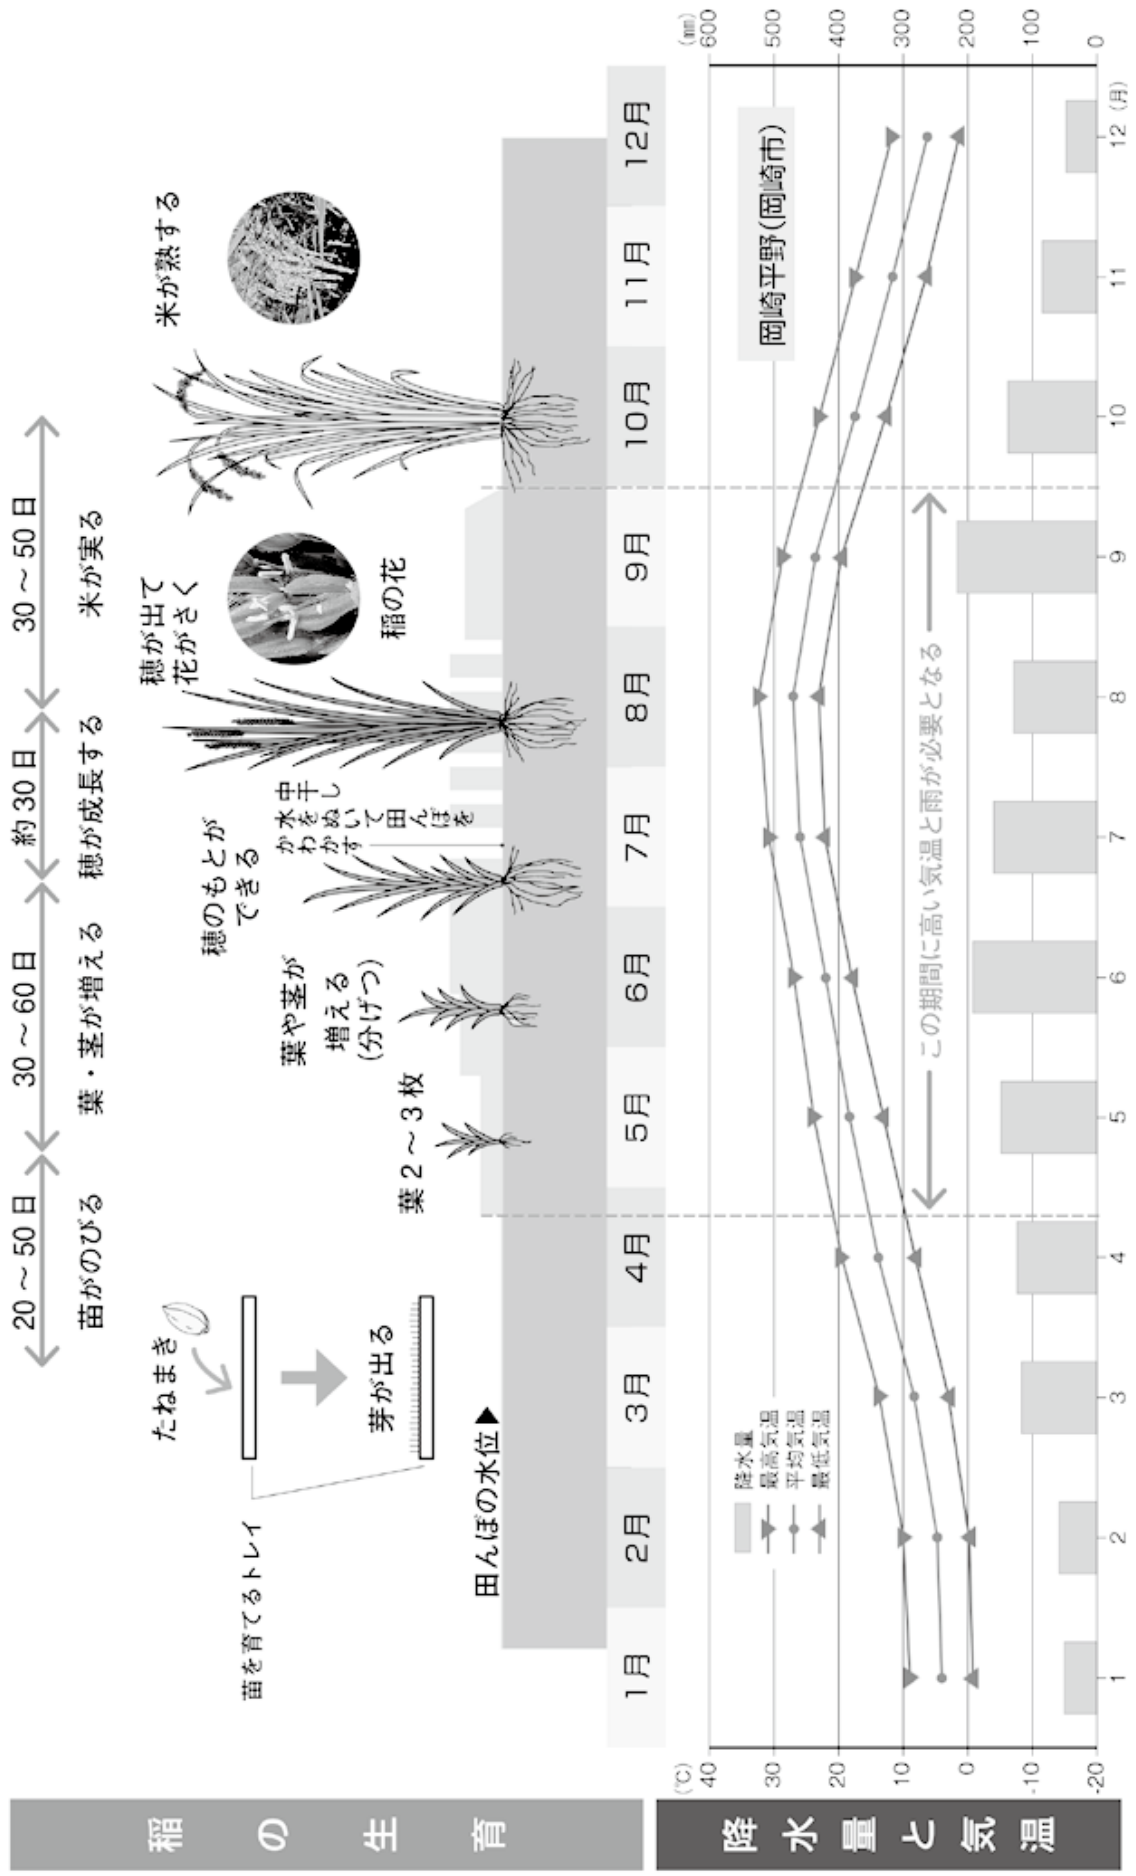 稲の生育
20～50日
30～60日
約30日
30～50日
苗がのびる
葉・茎が増える
穂が成長する
米が実る
たねまき
苗を育てるトレイ
芽が出る
田んぼの水位
葉2～3枚
葉や茎が
増える
(分げつ)
穂のもとが
できる
中干し
水をぬいて田んぼを
かわかす
穂が出て
花がさく
稲の花
米が熟する
1月
2月
3月
4月
5月
6月
7月
8月
9月
10月
11月
12月
降水量と気温
(℃)
40
30
20
10
0
-10
-20
降水量
最高気温
平均気温
最低気温
岡崎平野(岡崎市)
この期間に高い気温と雨が必要となる
(mm)
600
500
400
300
200
100
0
1
2
3
4
5
6
7
8
9
10
11
12
(月)